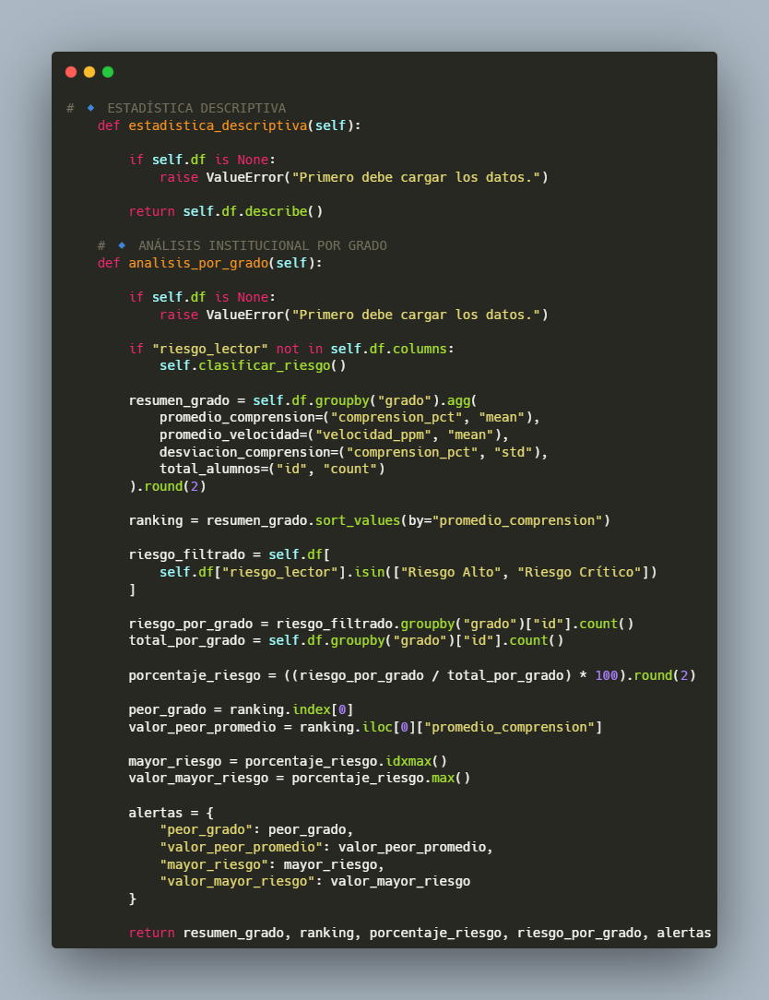 # 🔹 ESTADÍSTICA DESCRIPTIVA
    def estadistica_descriptiva(self):

        if self.df is None:
            raise ValueError("Primero debe cargar los datos.")

        return self.df.describe()

    # 🔹 ANÁLISIS INSTITUCIONAL POR GRADO
    def analisis_por_grado(self):

        if self.df is None:
            raise ValueError("Primero debe cargar los datos.")

        if "riesgo_lector" not in self.df.columns:
            self.clasificar_riesgo()

        resumen_grado = self.df.groupby("grado").agg(
            promedio_comprension=("comprension_pct", "mean"),
            promedio_velocidad=("velocidad_ppm", "mean"),
            desviacion_comprension=("comprension_pct", "std"),
            total_alumnos=("id", "count")
        ).round(2)

        ranking = resumen_grado.sort_values(by="promedio_comprension")

        riesgo_filtrado = self.df[
            self.df["riesgo_lector"].isin(["Riesgo Alto", "Riesgo Crítico"])
        ]

        riesgo_por_grado = riesgo_filtrado.groupby("grado")["id"].count()
        total_por_grado = self.df.groupby("grado")["id"].count()

        porcentaje_riesgo = ((riesgo_por_grado / total_por_grado) * 100).round(2)

        peor_grado = ranking.index[0]
        valor_peor_promedio = ranking.iloc[0]["promedio_comprension"]

        mayor_riesgo = porcentaje_riesgo.idxmax()
        valor_mayor_riesgo = porcentaje_riesgo.max()

        alertas = {
            "peor_grado": peor_grado,
            "valor_peor_promedio": valor_peor_promedio,
            "mayor_riesgo": mayor_riesgo,
            "valor_mayor_riesgo": valor_mayor_riesgo
        }

        return resumen_grado, ranking, porcentaje_riesgo, riesgo_por_grado, alertas